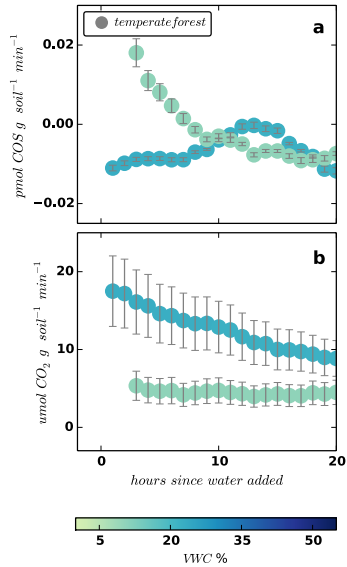 temperateforest
a
0.02
0.00
−0.02
pmol COS g soil⁻¹ min⁻¹
b
20
10
0
umol CO₂ g soil⁻¹ min⁻¹
0 10 20
hours since water added
5 20 35 50
VWC %